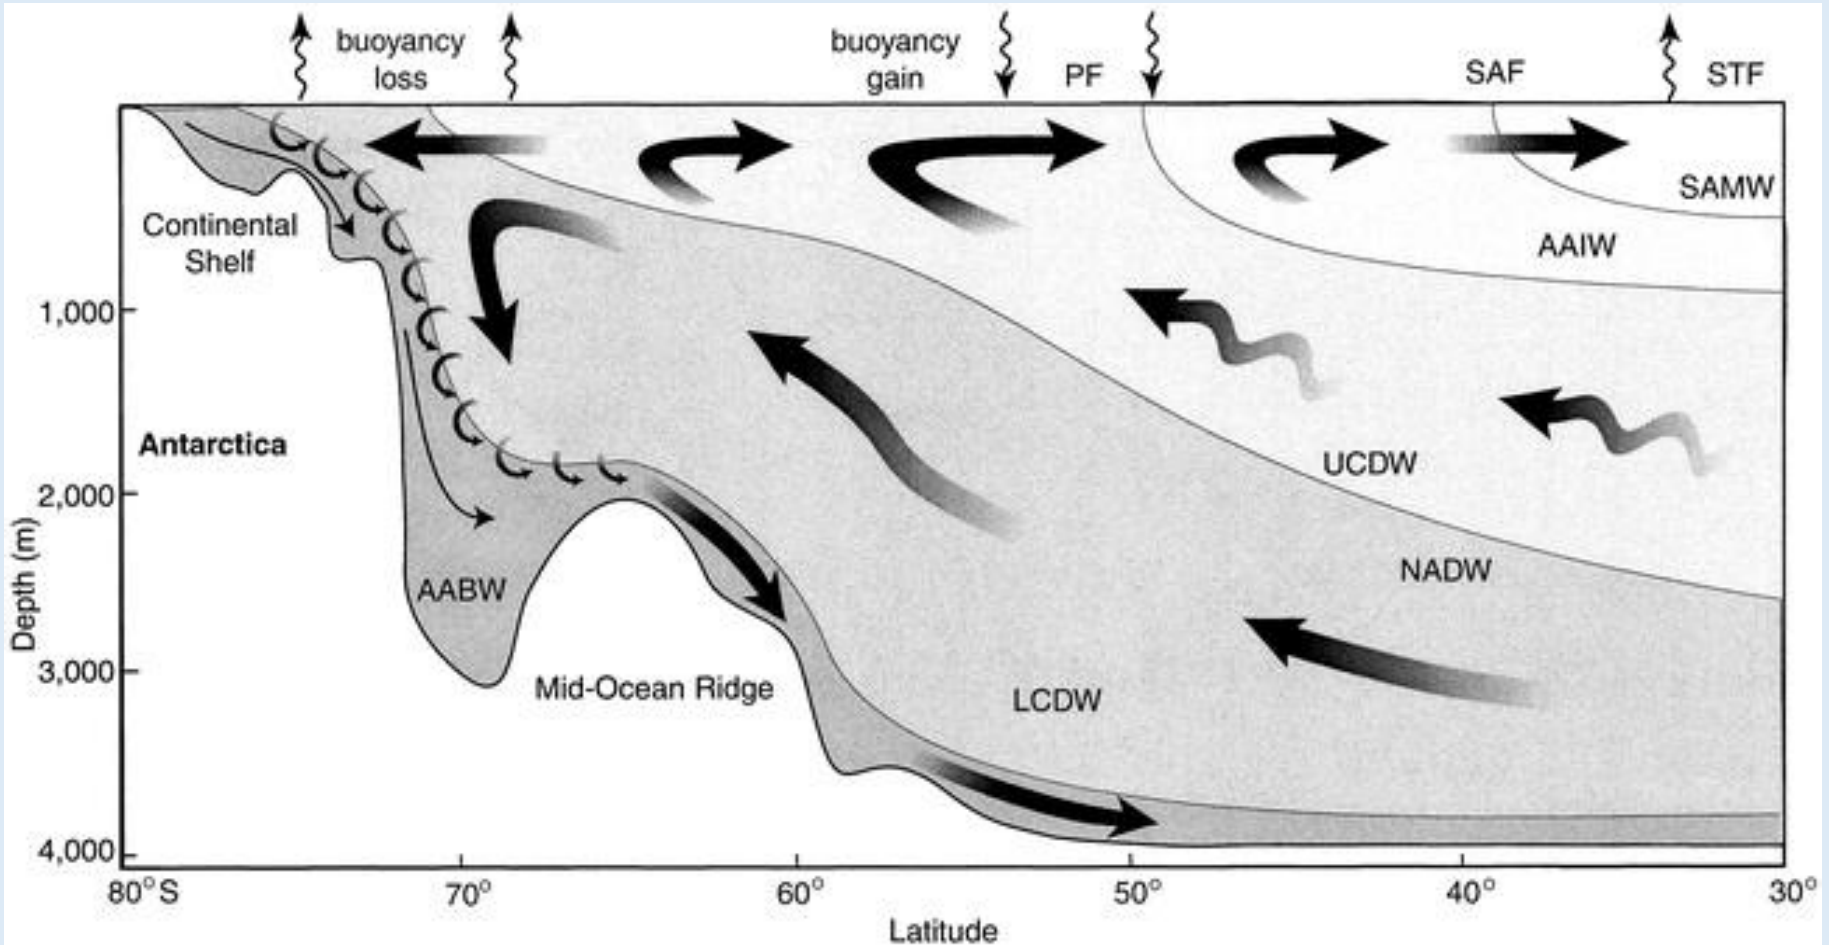 buoyancy
loss
buoyancy
gain
PF
SAF
STF
SAMW
Continental
Shelf
AAIW
1,000
Antarctica
UCDW
2,000
Depth (m)
NADW
AABW
3,000
Mid-Ocean Ridge
LCDW
4,000
80°S
70°
60°
50°
40°
30°
Latitude